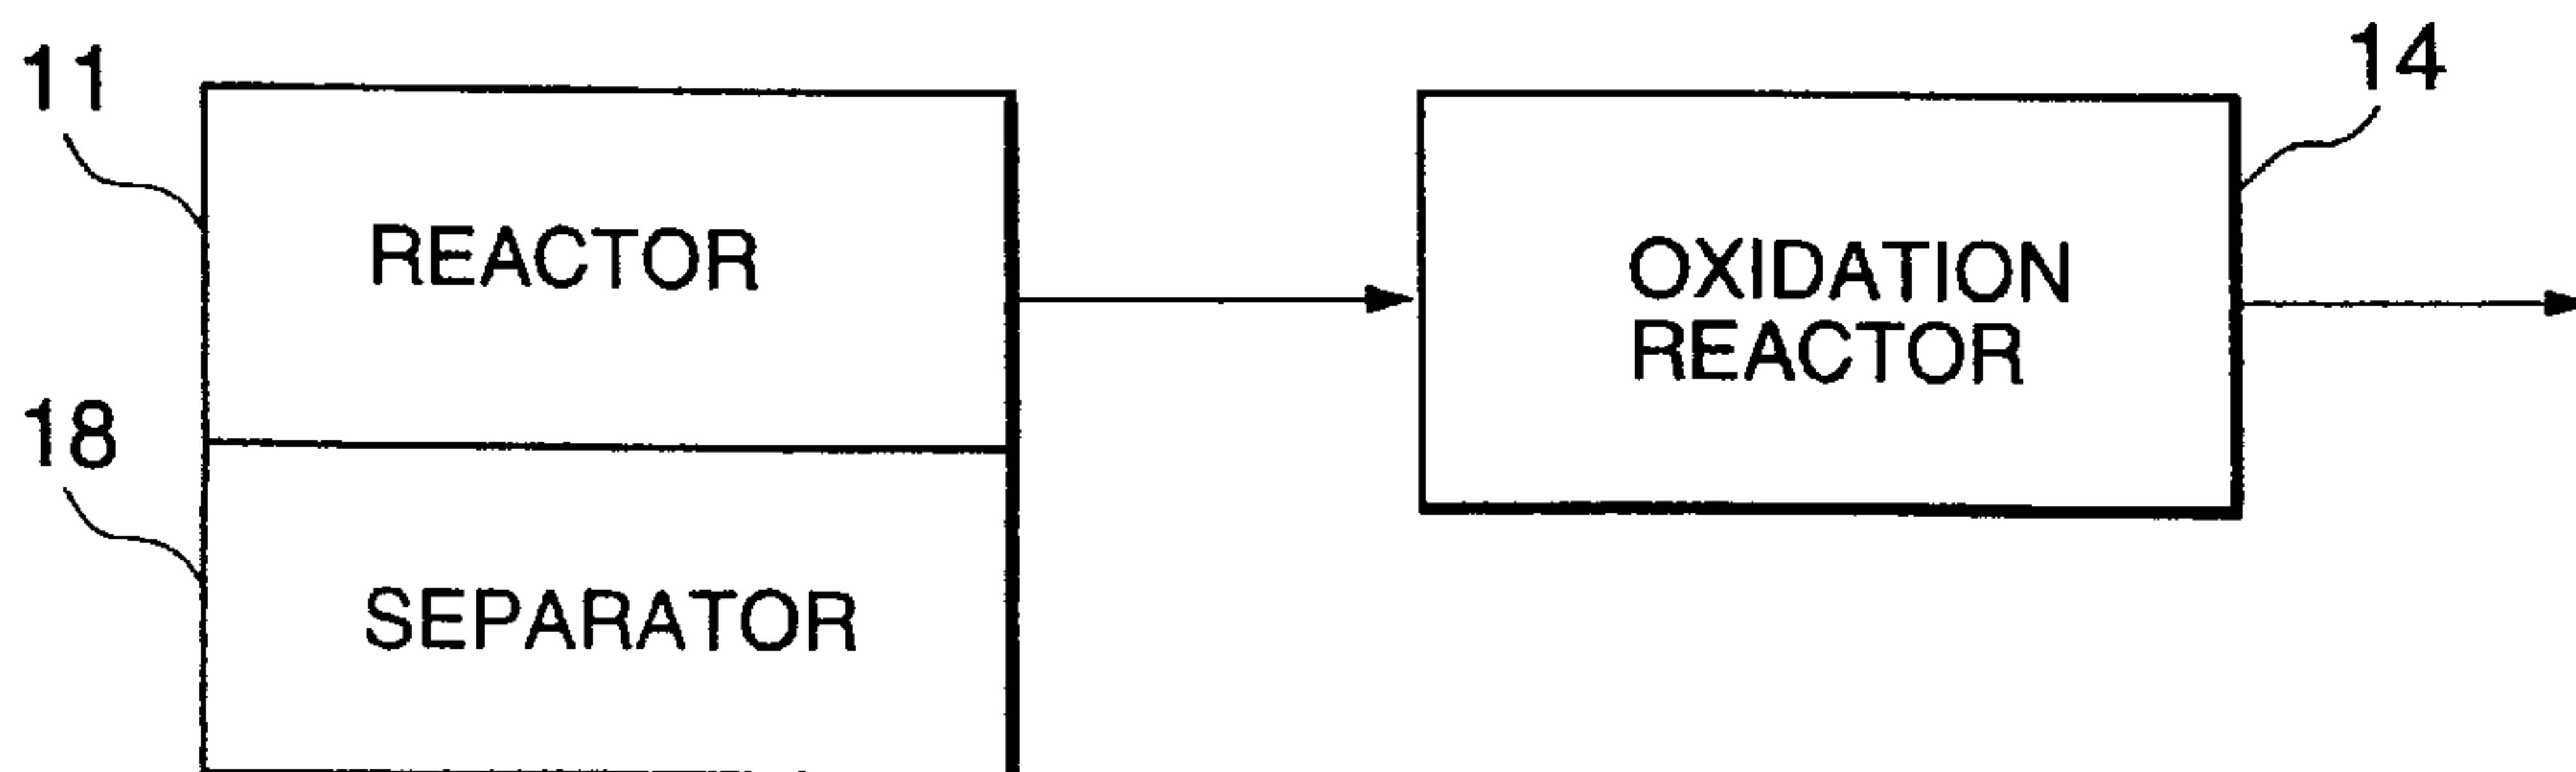 11
REACTOR
18
SEPARATOR
14
OXIDATION
REACTOR